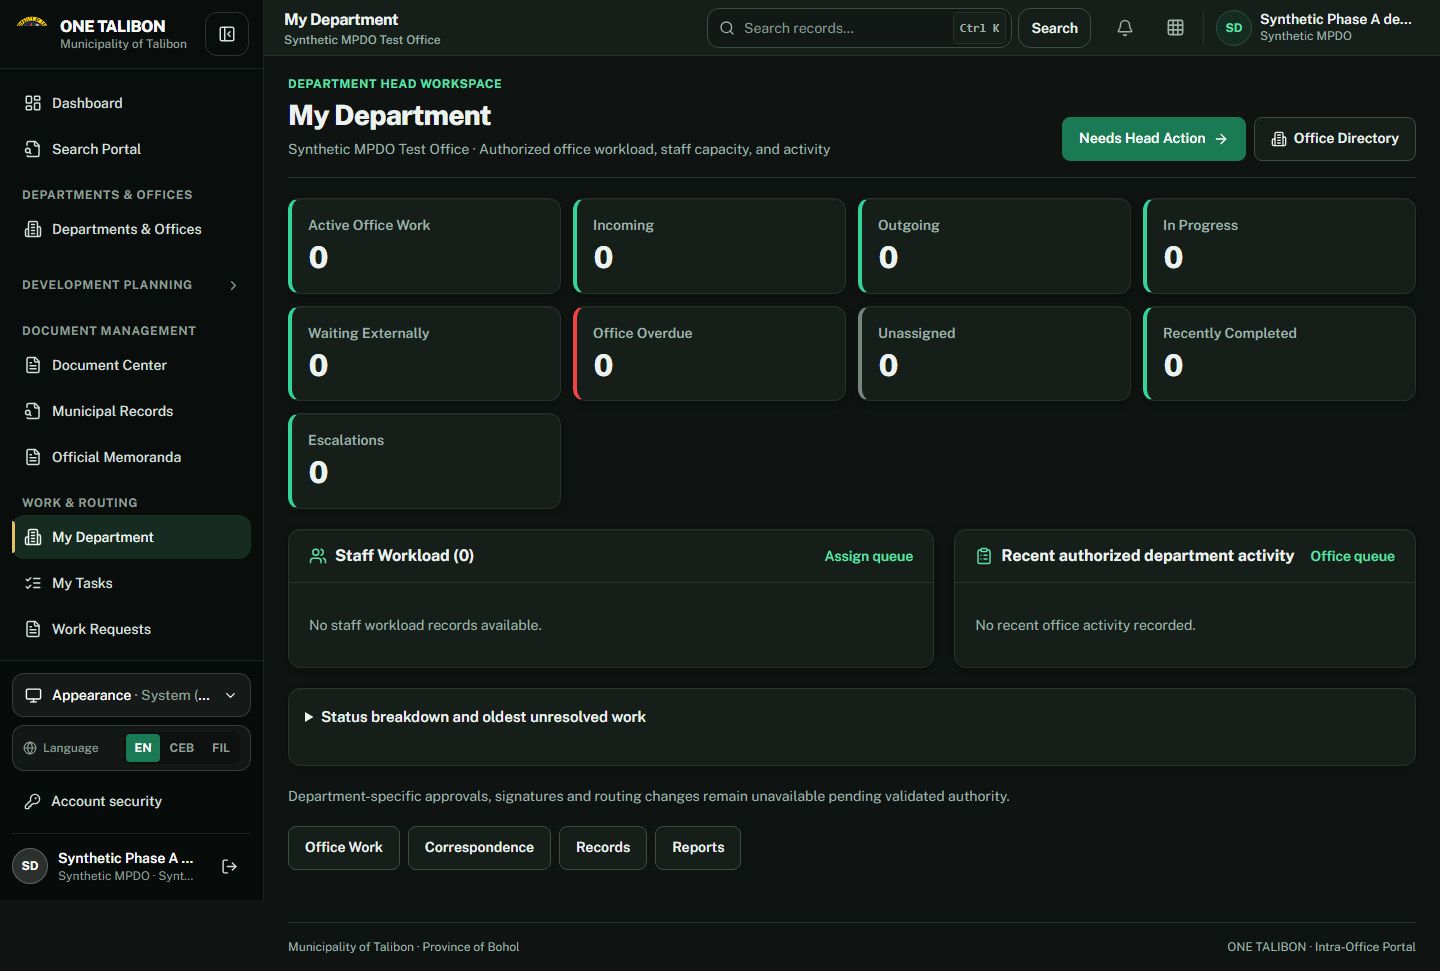 ONE TALIBON
Municipality of Talibon
Dashboard
Search Portal
DEPARTMENTS & OFFICES
Departments & Offices
DEVELOPMENT PLANNING
DOCUMENT MANAGEMENT
Document Center
Municipal Records
Official Memoranda
WORK & ROUTING
My Department
My Tasks
Work Requests
Appearance · System (...
Language EN CEB FIL
Account security
SD
Synthetic Phase A ...
Synthetic MPDO · Synt...
My Department
Synthetic MPDO Test Office
Search records... Ctrl K
Search
SD
Synthetic Phase A de...
Synthetic MPDO
DEPARTMENT HEAD WORKSPACE
My Department
Synthetic MPDO Test Office · Authorized office workload, staff capacity, and activity
Needs Head Action →
Office Directory
Active Office Work
0
Incoming
0
Outgoing
0
In Progress
0
Waiting Externally
0
Office Overdue
0
Unassigned
0
Recently Completed
0
Escalations
0
Staff Workload (0)
Assign queue
No staff workload records available.
Recent authorized department activity
Office queue
No recent office activity recorded.
Status breakdown and oldest unresolved work
Department-specific approvals, signatures and routing changes remain unavailable pending validated authority.
Office Work
Correspondence
Records
Reports
Municipality of Talibon · Province of Bohol
ONE TALIBON · Intra-Office Portal